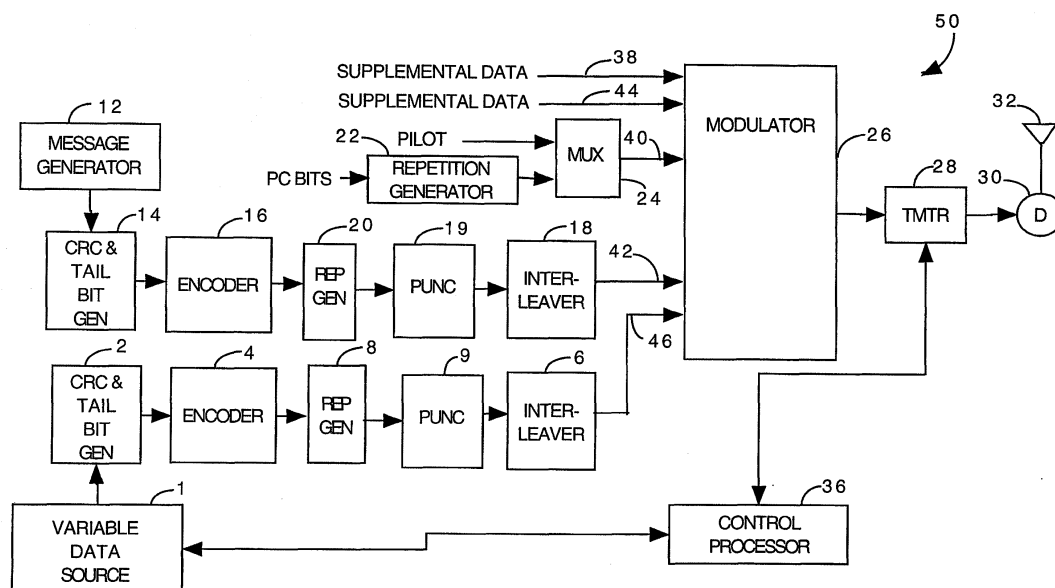 50
SUPPLEMENTAL DATA 38
SUPPLEMENTAL DATA 44
12
MESSAGE
GENERATOR
PILOT
22
REPETITION
GENERATOR
PC BITS
MUX
40
24
MODULATOR
26
32
28
TMTR
30
D
14
CRC &
TAIL
BIT
GEN
16
ENCODER
20
REP
GEN
19
PUNC
18
INTER-
LEAVER
42
46
2
CRC &
TAIL
BIT
GEN
4
ENCODER
8
REP
GEN
9
PUNC
6
INTER-
LEAVER
1
VARIABLE
DATA
SOURCE
36
CONTROL
PROCESSOR